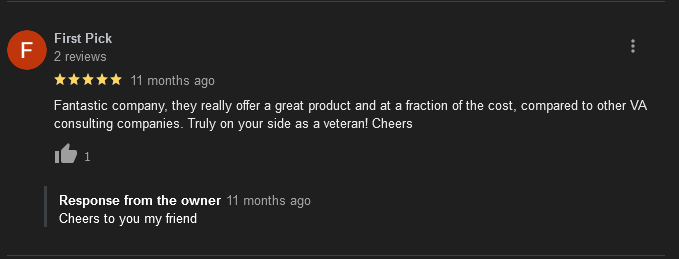 F
First Pick
2 reviews
11 months ago
Fantastic company, they really offer a great product and at a fraction of the cost, compared to other VA
consulting companies. Truly on your side as a veteran! Cheers
1
Response from the owner 11 months ago
Cheers to you my friend